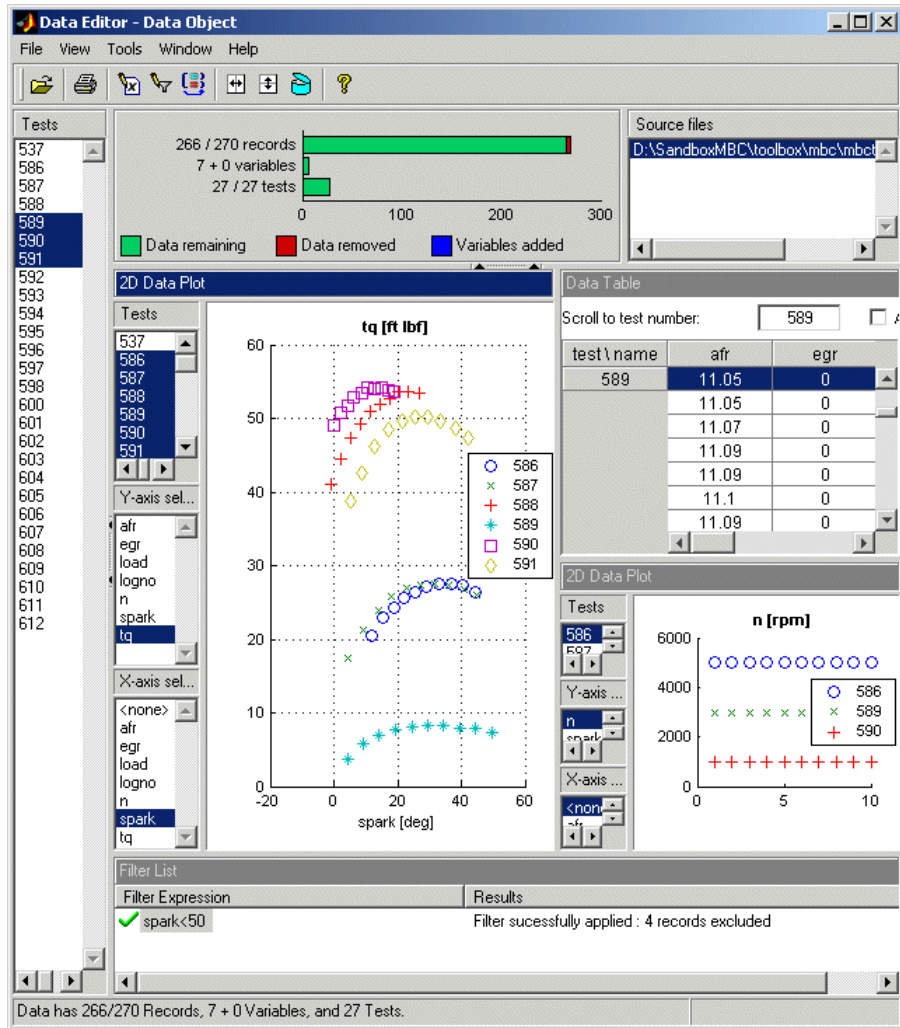 Data Editor - Data Object
File View Tools Window Help
Tests
537
586
587
588
589
590
591
592
593
594
595
596
597
598
600
601
602
603
604
605
606
607
608
609
610
611
612
266 / 270 records
7 + 0 variables
27 / 27 tests
0 100 200 300
Data remaining Data removed Variables added
Source files
D:\SandboxMBC\toolbox\mbc\mbct
2D Data Plot
Tests
537
586
587
588
589
590
591
Y-axis sel...
afr
egr
load
logno
n
spark
tq
X-axis sel...
<none>
afr
egr
load
logno
n
spark
tq
tq [ft lbf]
60
50
40
30
20
10
0
-20 0 20 40 60
spark [deg]
586
587
588
589
590
591
Data Table
Scroll to test number: 589
test \ name afr egr
589 11.05 0
11.05 0
11.07 0
11.09 0
11.09 0
11.1 0
11.09 0
2D Data Plot
Tests
586
587
Y-axis ...
n
spark
X-axis ...
<none
afr
n [rpm]
6000
4000
2000
0
0 5 10
586
589
590
Filter List
Filter Expression Results
spark<50 Filter sucessfully applied : 4 records excluded
Data has 266/270 Records, 7 + 0 Variables, and 27 Tests.